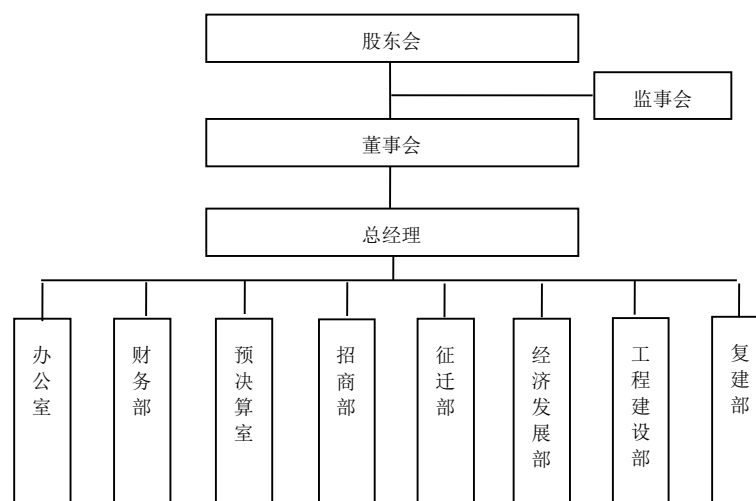 股东会
监事会
董事会
总经理
办公室
财务部
预决算室
招商部
征迁部
经济发展部
工程建设部
复建部